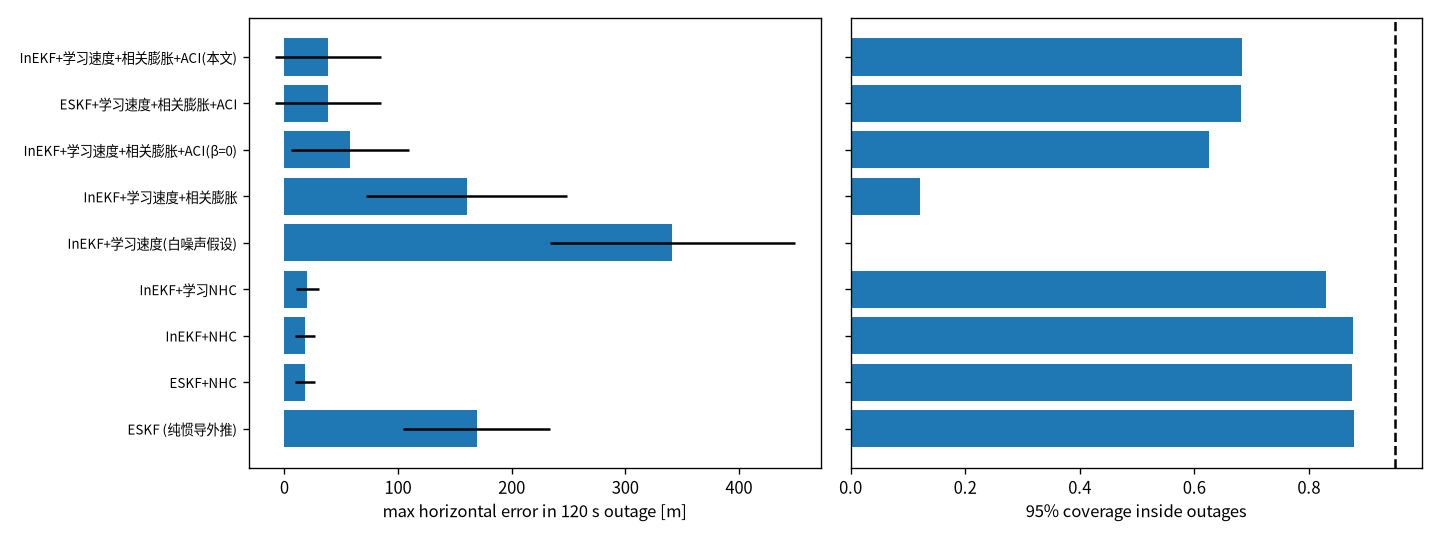 InEKF+学习速度+相关膨胀+ACI(本文)
ESKF+学习速度+相关膨胀+ACI
InEKF+学习速度+相关膨胀+ACI(β=0)
InEKF+学习速度+相关膨胀
InEKF+学习速度(白噪声假设)
InEKF+学习NHC
InEKF+NHC
ESKF+NHC
ESKF (纯惯导外推)
0 100 200 300 400
max horizontal error in 120 s outage [m]
0.0 0.2 0.4 0.6 0.8
95% coverage inside outages